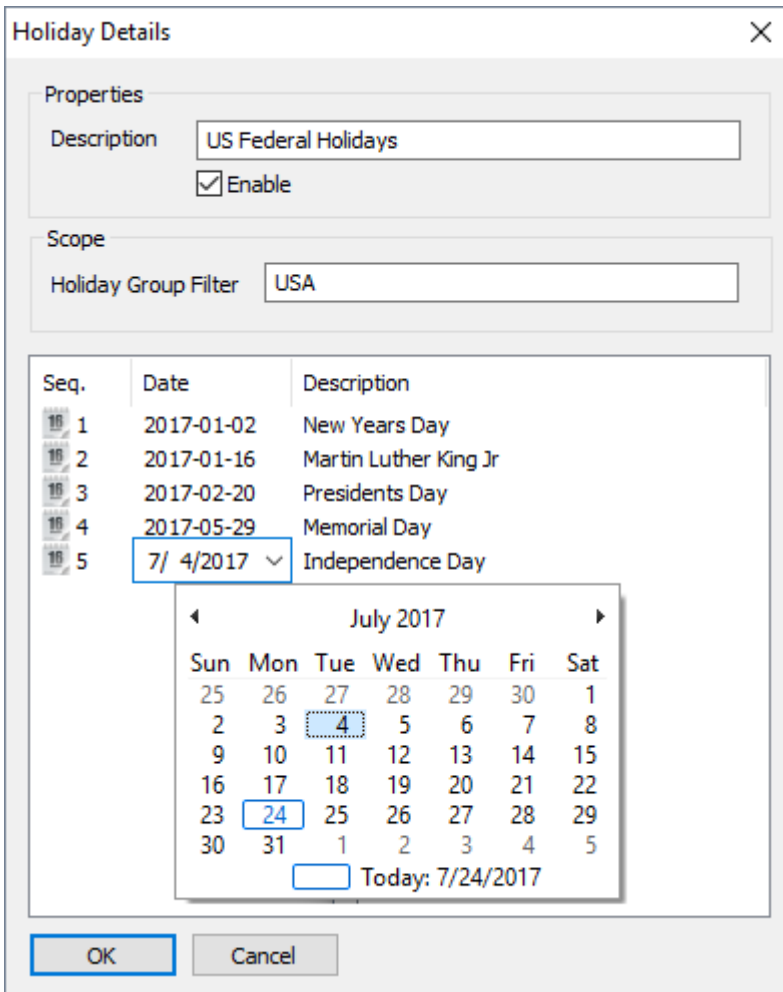 Holiday Details
Properties
Description US Federal Holidays
Enable
Scope
Holiday Group Filter USA
Seq. Date Description
16 1 2017-01-02 New Years Day
16 2 2017-01-16 Martin Luther King Jr
16 3 2017-02-20 Presidents Day
16 4 2017-05-29 Memorial Day
16 5 7/ 4/2017 Independence Day
July 2017
Sun Mon Tue Wed Thu Fri Sat
25 26 27 28 29 30 1
2 3 4 5 6 7 8
9 10 11 12 13 14 15
16 17 18 19 20 21 22
23 24 25 26 27 28 29
30 31 1 2 3 4 5
Today: 7/24/2017
OK Cancel